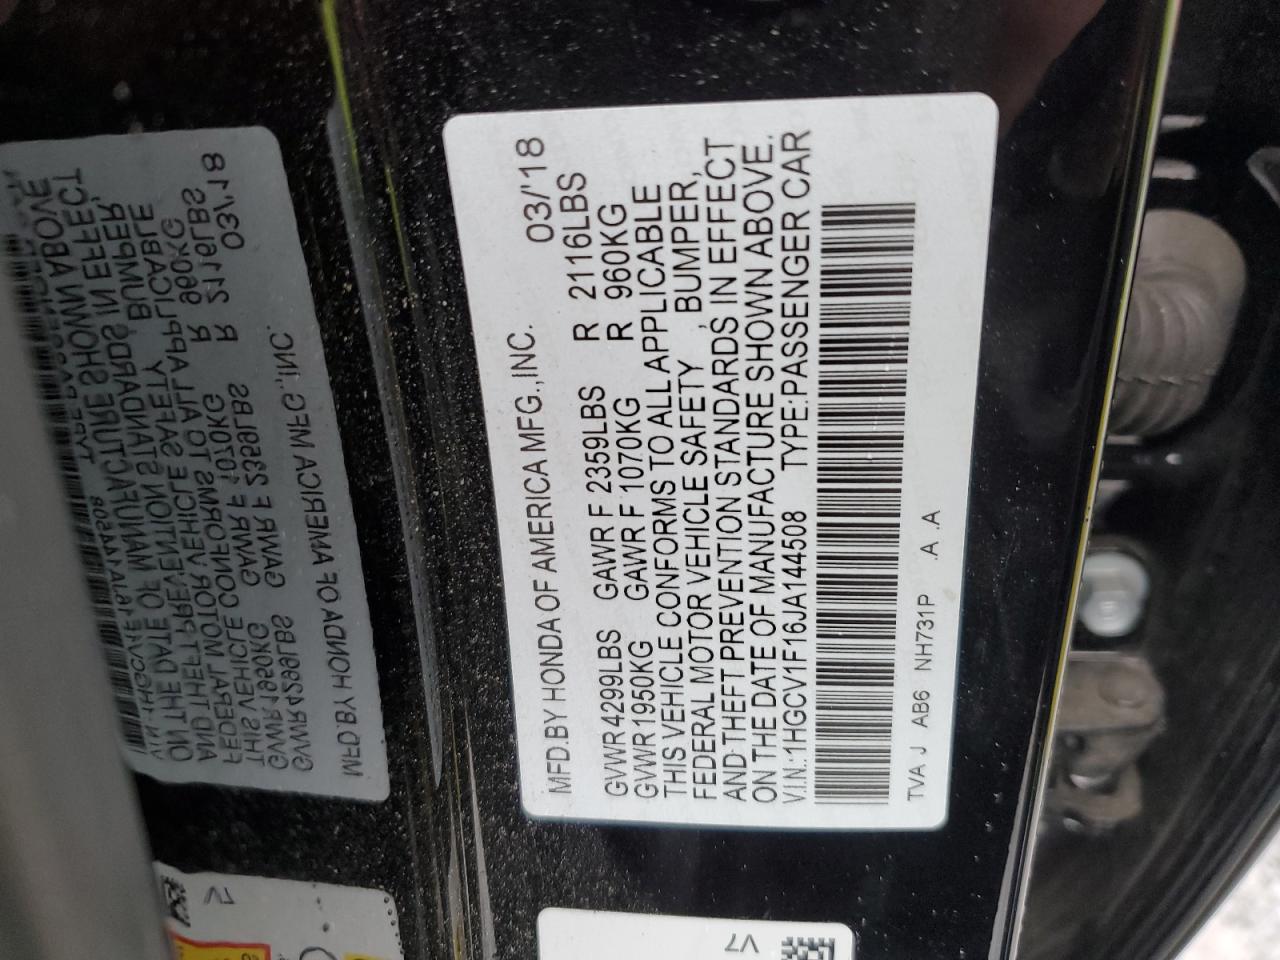 MFD.BY HONDA OF AMERICA MFG.,INC. 03/'18
GVWR 4299LBS GAWR F 2359LBS R 2116LBS
GVWR 1950KG GAWR F 1070KG R 960KG
THIS VEHICLE CONFORMS TO ALL APPLICABLE
FEDERAL MOTOR VEHICLE SAFETY ,BUMPER,
AND THEFT PREVENTION STANDARDS IN EFFECT
ON THE DATE OF MANUFACTURE SHOWN ABOVE.
V.I.N.:1HGCV1F16JA144508 TYPE:PASSENGER CAR
TVA J AB6 NH731P .A .A
V7